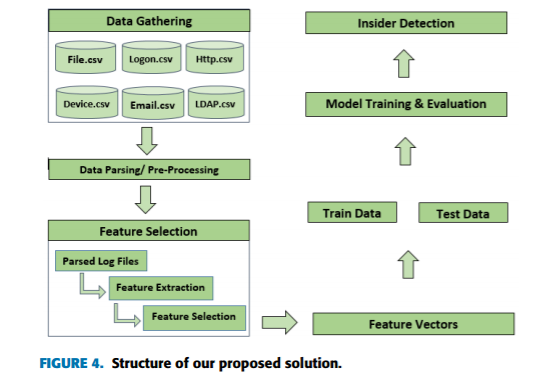 Data Gathering
File.csv
Logon.csv
Http.csv
Device.csv
Email.csv
LDAP.csv
Data Parsing/ Pre-Processing
Feature Selection
Parsed Log Files
Feature Extraction
Feature Selection
Feature Vectors
Train Data
Test Data
Model Training & Evaluation
Insider Detection
FIGURE 4. Structure of our proposed solution.